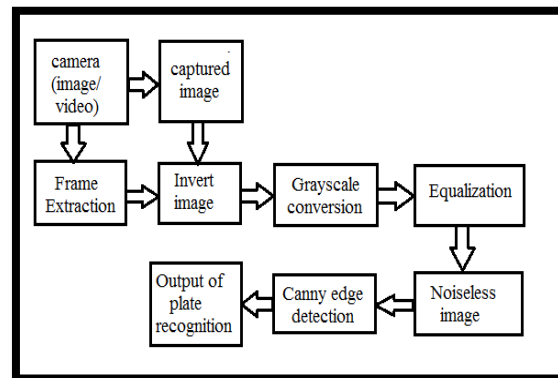 camera
(image/
video)
captured
image
Frame
Extraction
Invert
image
Grayscale
conversion
Equalization
Noiseless
image
Canny edge
detection
Output of
plate
recognition